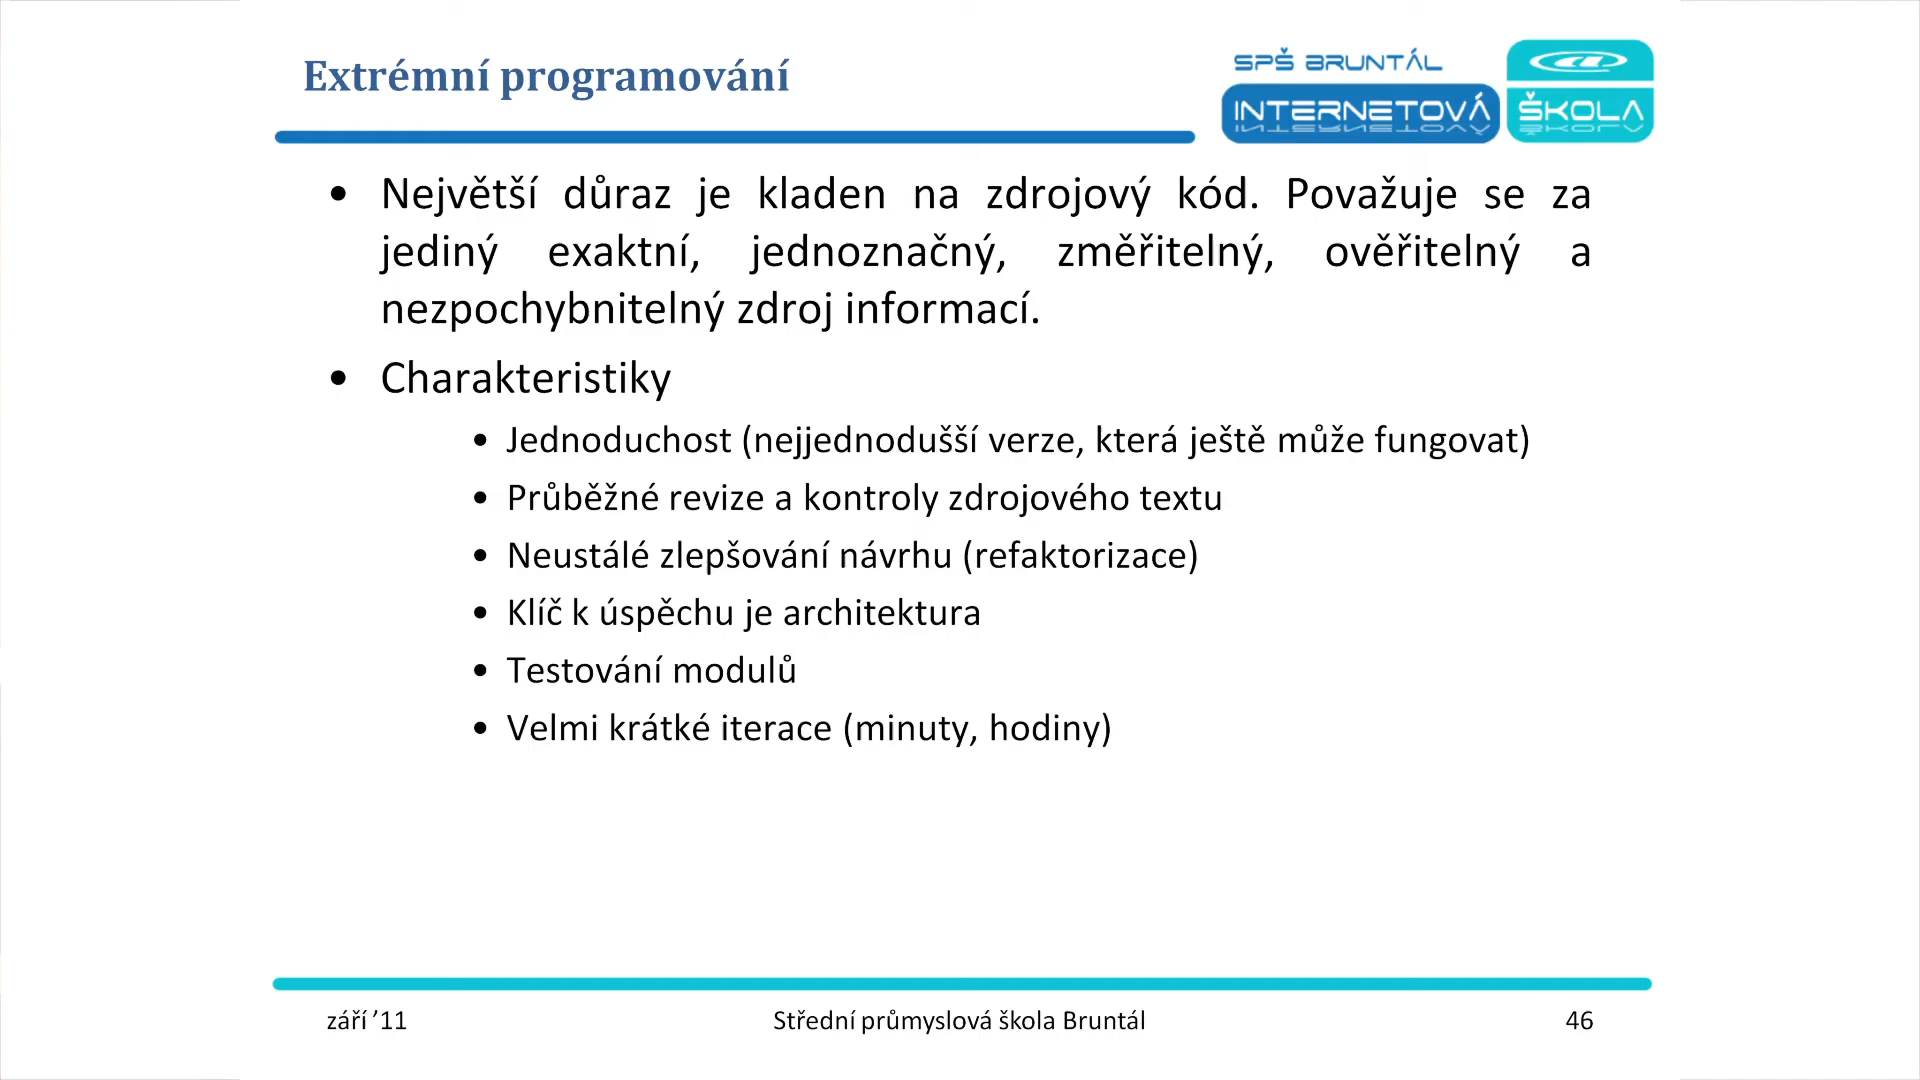 Extrémní programování
SPŠ BRUNTÁL
INTERNETOVÁ ŠKOLA
• Největší důraz je kladen na zdrojový kód. Považuje se za
jediný exaktní, jednoznačný, změřitelný, ověřitelný a
nezpochybnitelný zdroj informací.
• Charakteristiky
• Jednoduchost (nejjednodušší verze, která ještě může fungovat)
• Průběžné revize a kontroly zdrojového textu
• Neustálé zlepšování návrhu (refaktorizace)
• Klíč k úspěchu je architektura
• Testování modulů
• Velmi krátké iterace (minuty, hodiny)
září ’11
Střední průmyslová škola Bruntál
46